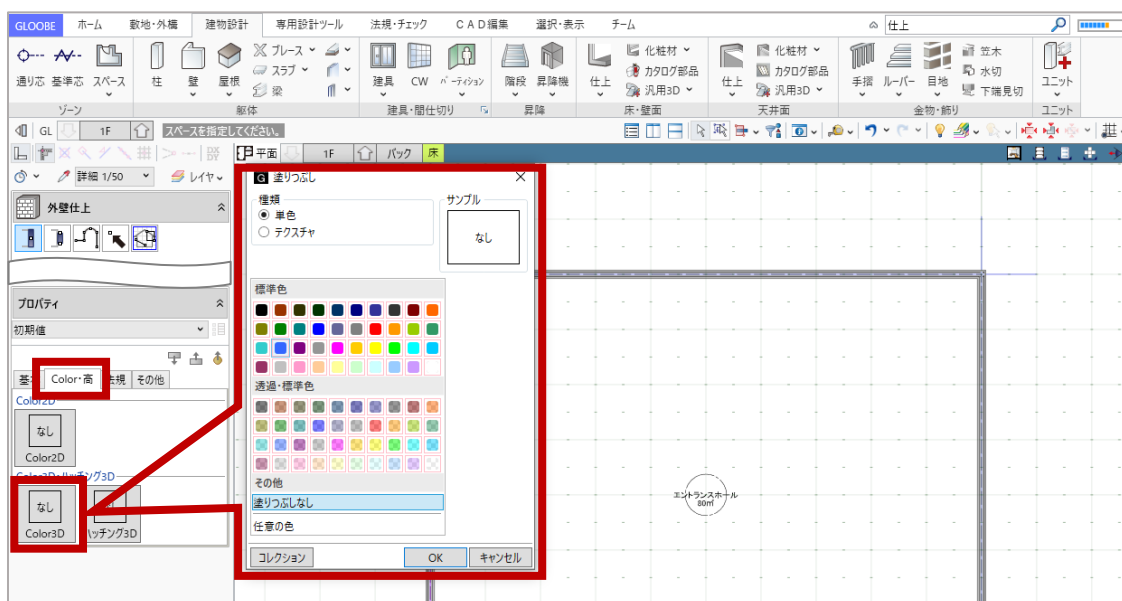 GLOOBE ホーム 敷地・外構 建物設計 専用設計ツール 法規・チェック CAD編集 選択・表示 チーム 仕上
ブレース 化粧材 化粧材 笠木
スラブ カタログ部品 カタログ部品 水切
通り芯 基準芯 スペース 柱 壁 屋根 梁 建具 CW パーティション 階段 昇降機 仕上 汎用3D 仕上 汎用3D 手摺 ルーバー 目地 下端見切 ユニット
ゾーン 躯体 建具・間仕切り 昇降 床・壁面 天井面 金物・飾り ユニット
GL 1F スペースを指定してください。
平面 1F バック 床
詳細 1/50 レイヤ
外壁仕上
プロパティ
初期値
Color・高 法規 その他
Color2D
なし
Color2D
Color3D・ハッチング3D
なし
Color3D ハッチング3D
塗りつぶし
種類 サンプル
単色
テクスチャ
なし
標準色
透過・標準色
その他
塗りつぶしなし
任意の色
コレクション OK キャンセル
エントランスホール
80㎡